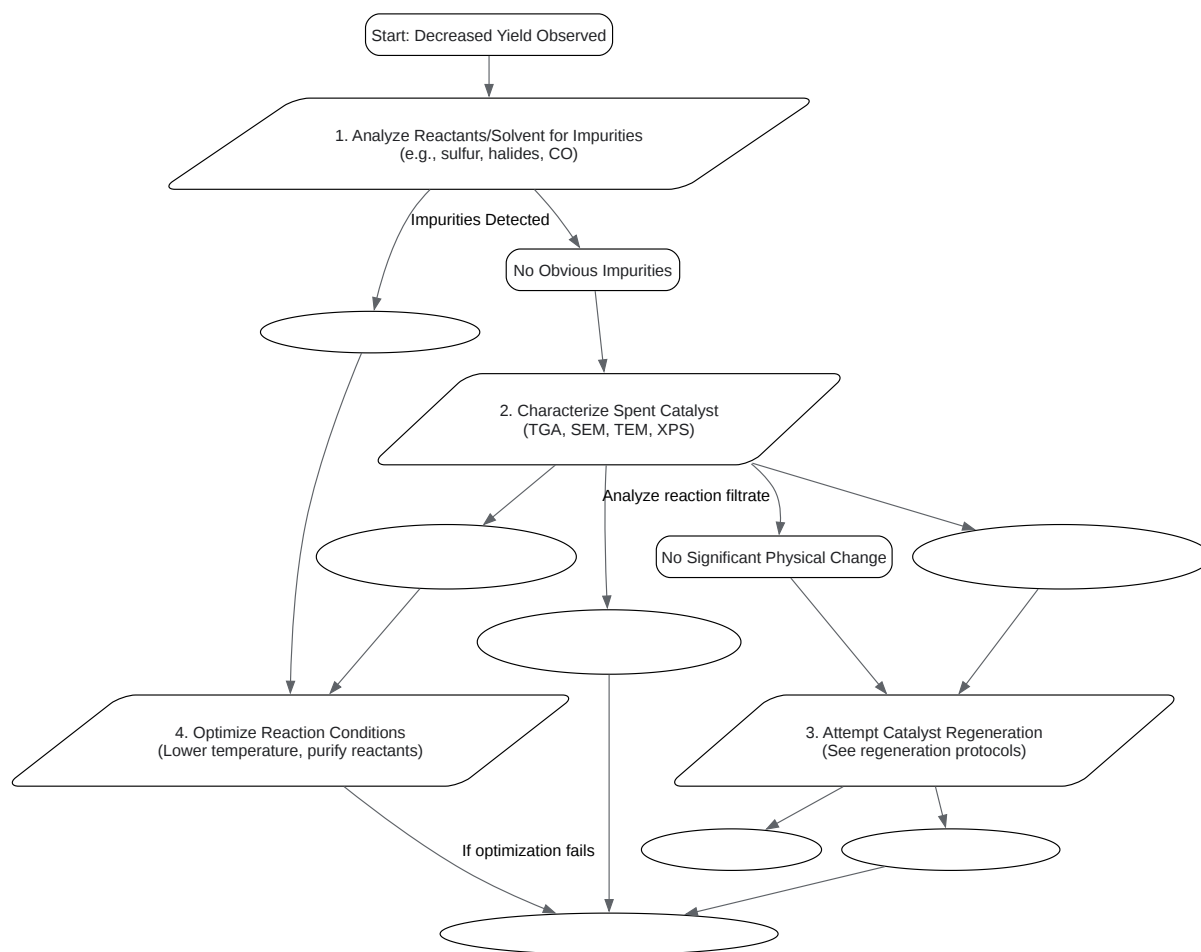 Start: Decreased Yield Observed
1. Analyze Reactants/Solvent for Impurities
(e.g., sulfur, halides, CO)
Impurities Detected
No Obvious Impurities
2. Characterize Spent Catalyst
(TGA, SEM, TEM, XPS)
Analyze reaction filtrate
No Significant Physical Change
4. Optimize Reaction Conditions
(Lower temperature, purify reactants)
3. Attempt Catalyst Regeneration
(See regeneration protocols)
If optimization fails